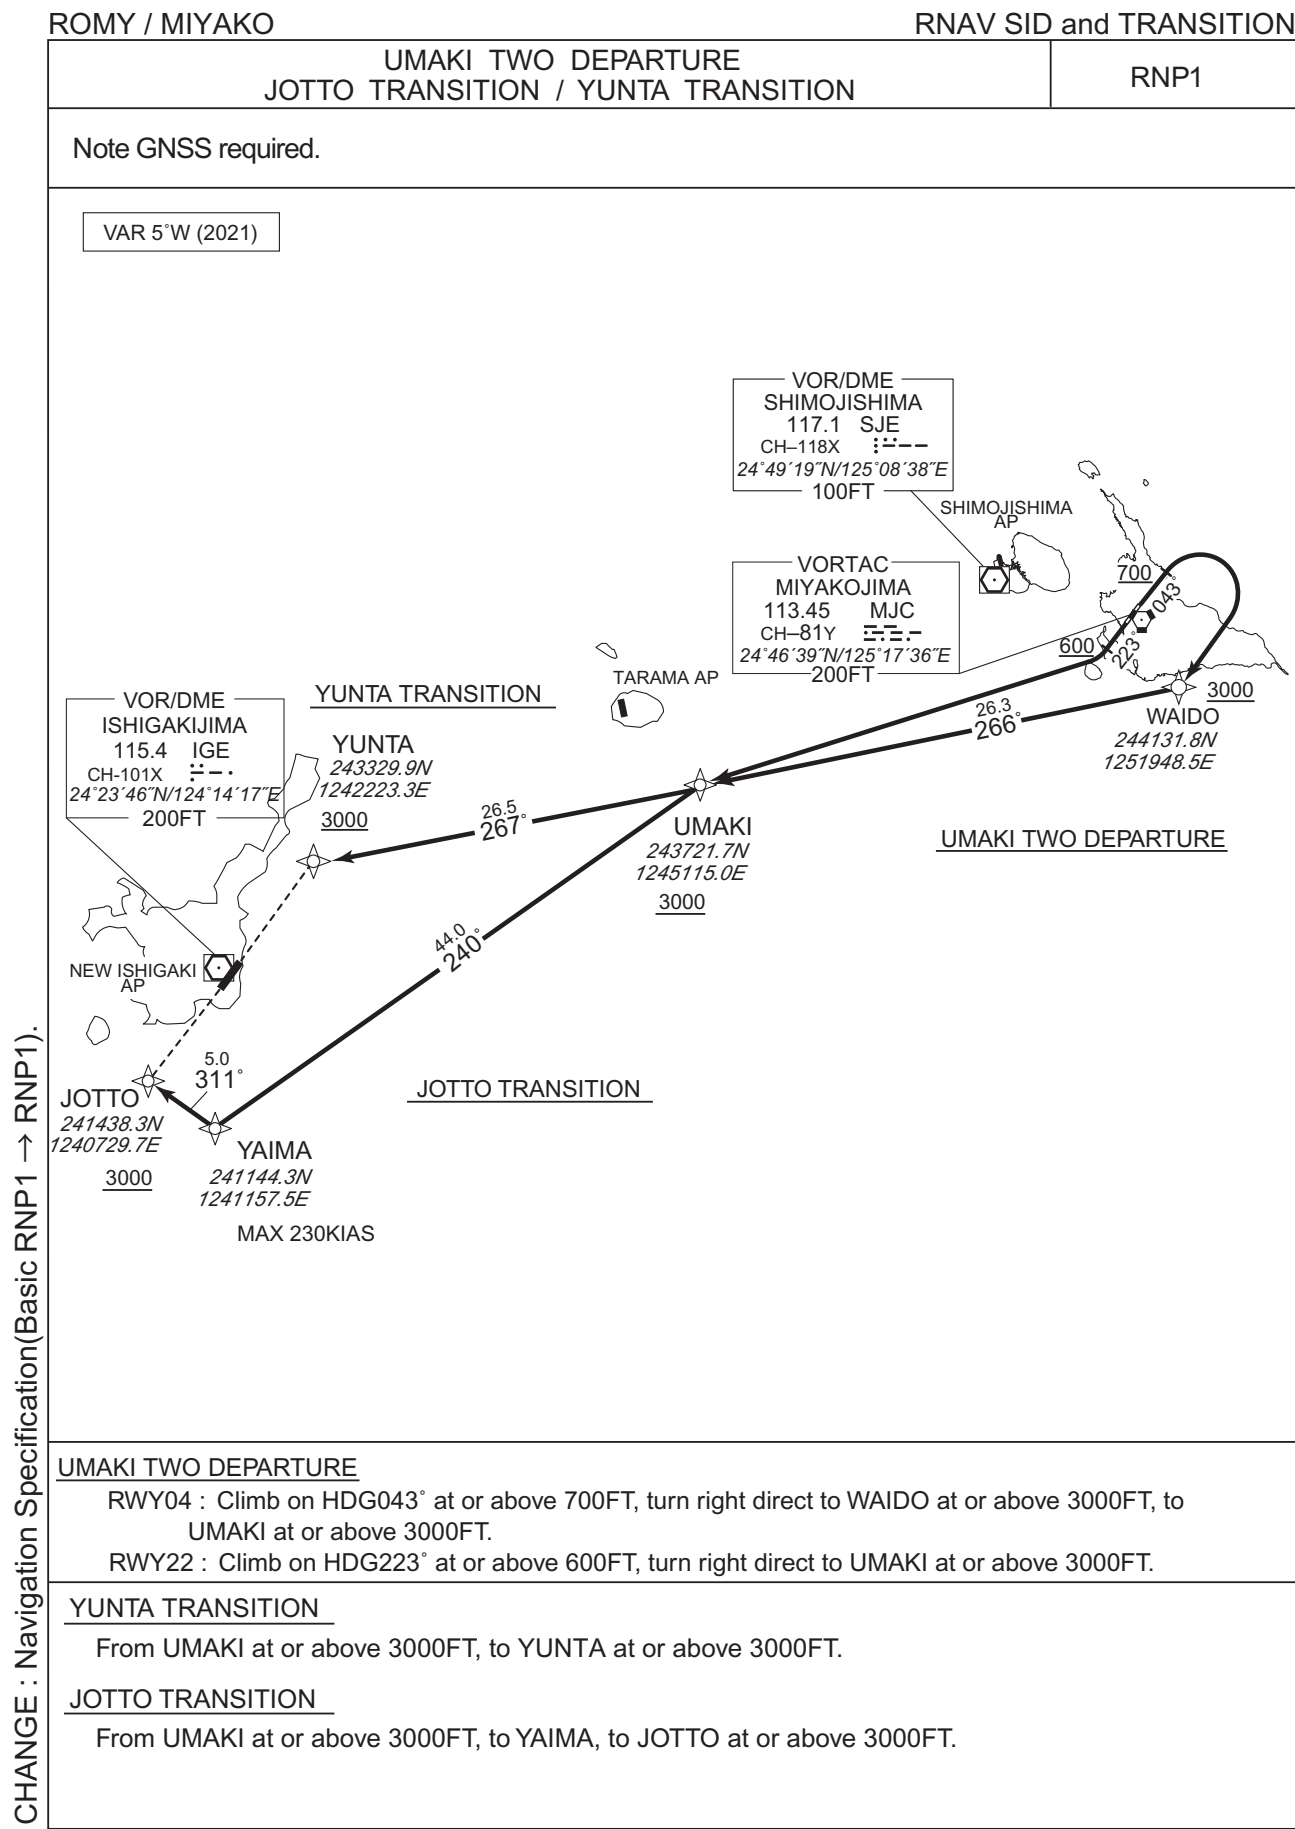 ROMY / MIYAKO
RNAV SID and TRANSITION
UMAKI TWO DEPARTURE
JOTTO TRANSITION / YUNTA TRANSITION
RNP1
Note GNSS required.
VAR 5˚W (2021)
VOR/DME
SHIMOJISHIMA
117.1 SJE
CH–118X
24˚49´19˝N/125˚08´38˝E
100FT
SHIMOJISHIMA
AP
VORTAC
MIYAKOJIMA
113.45 MJC
CH–81Y
24˚46´39˝N/125˚17´36˝E
200FT
700
043˚
600
223˚
3000
WAIDO
244131.8N
1251948.5E
26.3
266˚
TARAMA AP
YUNTA TRANSITION
VOR/DME
ISHIGAKIJIMA
115.4 IGE
CH-101X
24˚23´46˝N/124˚14´17˝E
200FT
YUNTA
243329.9N
1242223.3E
3000
26.5
267˚
UMAKI
243721.7N
1245115.0E
3000
UMAKI TWO DEPARTURE
44.0
240˚
NEW ISHIGAKI
AP
5.0
311˚
JOTTO TRANSITION
JOTTO
241438.3N
1240729.7E
3000
YAIMA
241144.3N
1241157.5E
MAX 230KIAS
UMAKI TWO DEPARTURE
RWY04 : Climb on HDG043˚ at or above 700FT, turn right direct to WAIDO at or above 3000FT, to
UMAKI at or above 3000FT.
RWY22 : Climb on HDG223˚ at or above 600FT, turn right direct to UMAKI at or above 3000FT.
YUNTA TRANSITION
From UMAKI at or above 3000FT, to YUNTA at or above 3000FT.
JOTTO TRANSITION
From UMAKI at or above 3000FT, to YAIMA, to JOTTO at or above 3000FT.
CHANGE : Navigation Specification(Basic RNP1 → RNP1).